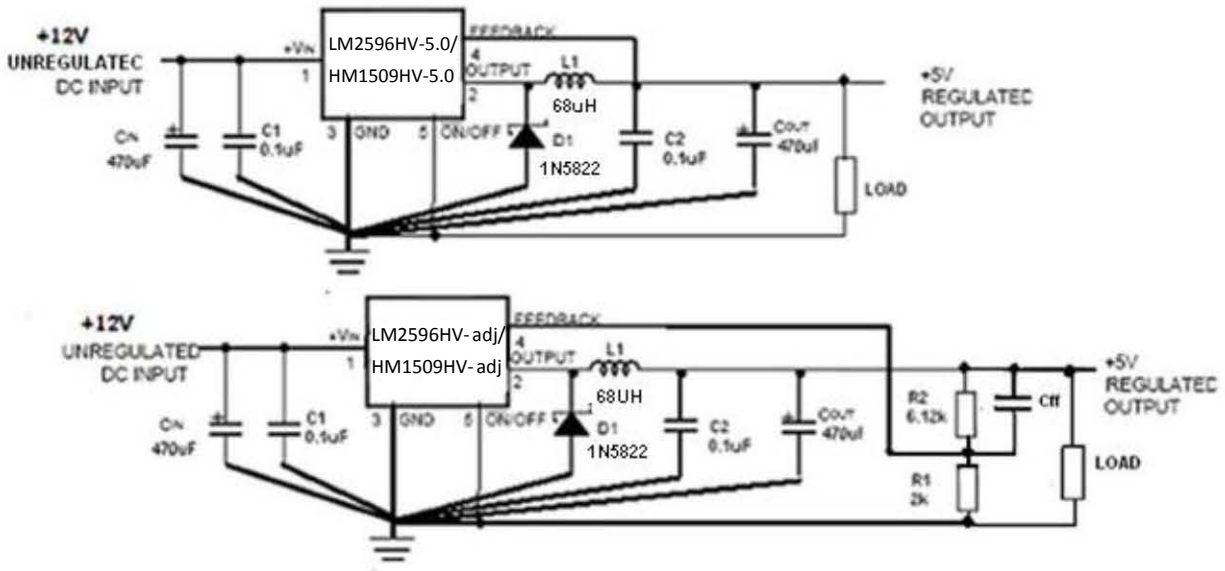 +12V
UNREGULATEC
DC INPUT
+VIN
1
LM2596HV-5.0/
HM1509HV-5.0
FEEDBACK
4
OUTPUT
2
L1
68uH
+5V
REGULATED
OUTPUT
CIN
470uF
+
C1
0.1uF
3
GND
5
ON/OFF
D1
1N5822
C2
0.1uF
+
COUT
470uf
LOAD
+12V
UNREGULATED
DC INPUT
+VIN
1
LM2596HV-adj/
HM1509HV-adj
FEEDBACK
4
OUTPUT
2
L1
68UH
+5V
REGULATEC
OUTPUT
CIN
470uF
+
C1
0.1uF
3
GND
5
ON/OFF
D1
1N5822
C2
0.1uF
+
COUT
470uf
R2
6.12k
Cff
R1
2k
LOAD